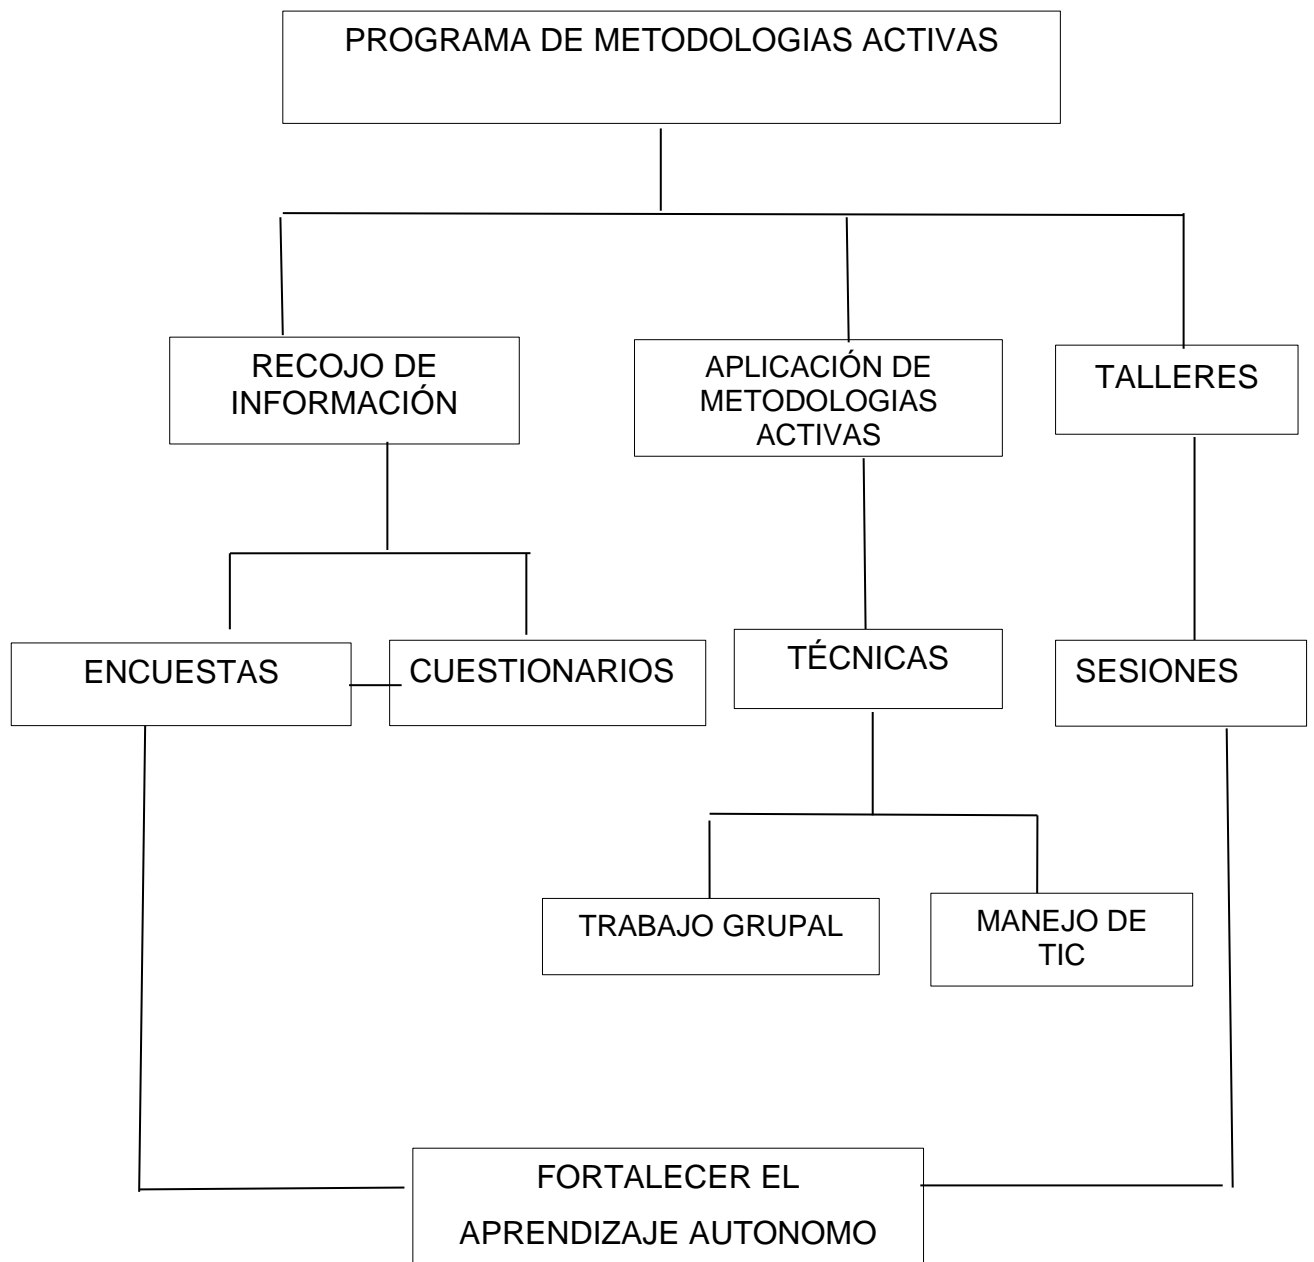 PROGRAMA DE METODOLOGIAS ACTIVAS
RECOJO DE
INFORMACIÓN
APLICACIÓN DE
METODOLOGIAS
ACTIVAS
TALLERES
ENCUESTAS
CUESTIONARIOS
TÉCNICAS
SESIONES
TRABAJO GRUPAL
MANEJO DE
TIC
FORTALECER EL
APRENDIZAJE AUTONOMO